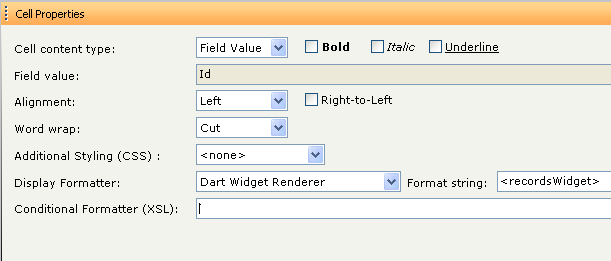 Cell Properties
Cell content type: Field Value Bold Italic Underline
Field value: Id
Alignment: Left Right-to-Left
Word wrap: Cut
Additional Styling (CSS) : <none>
Display Formatter: Dart Widget Renderer Format string: <recordsWidget>
Conditional Formatter (XSL):